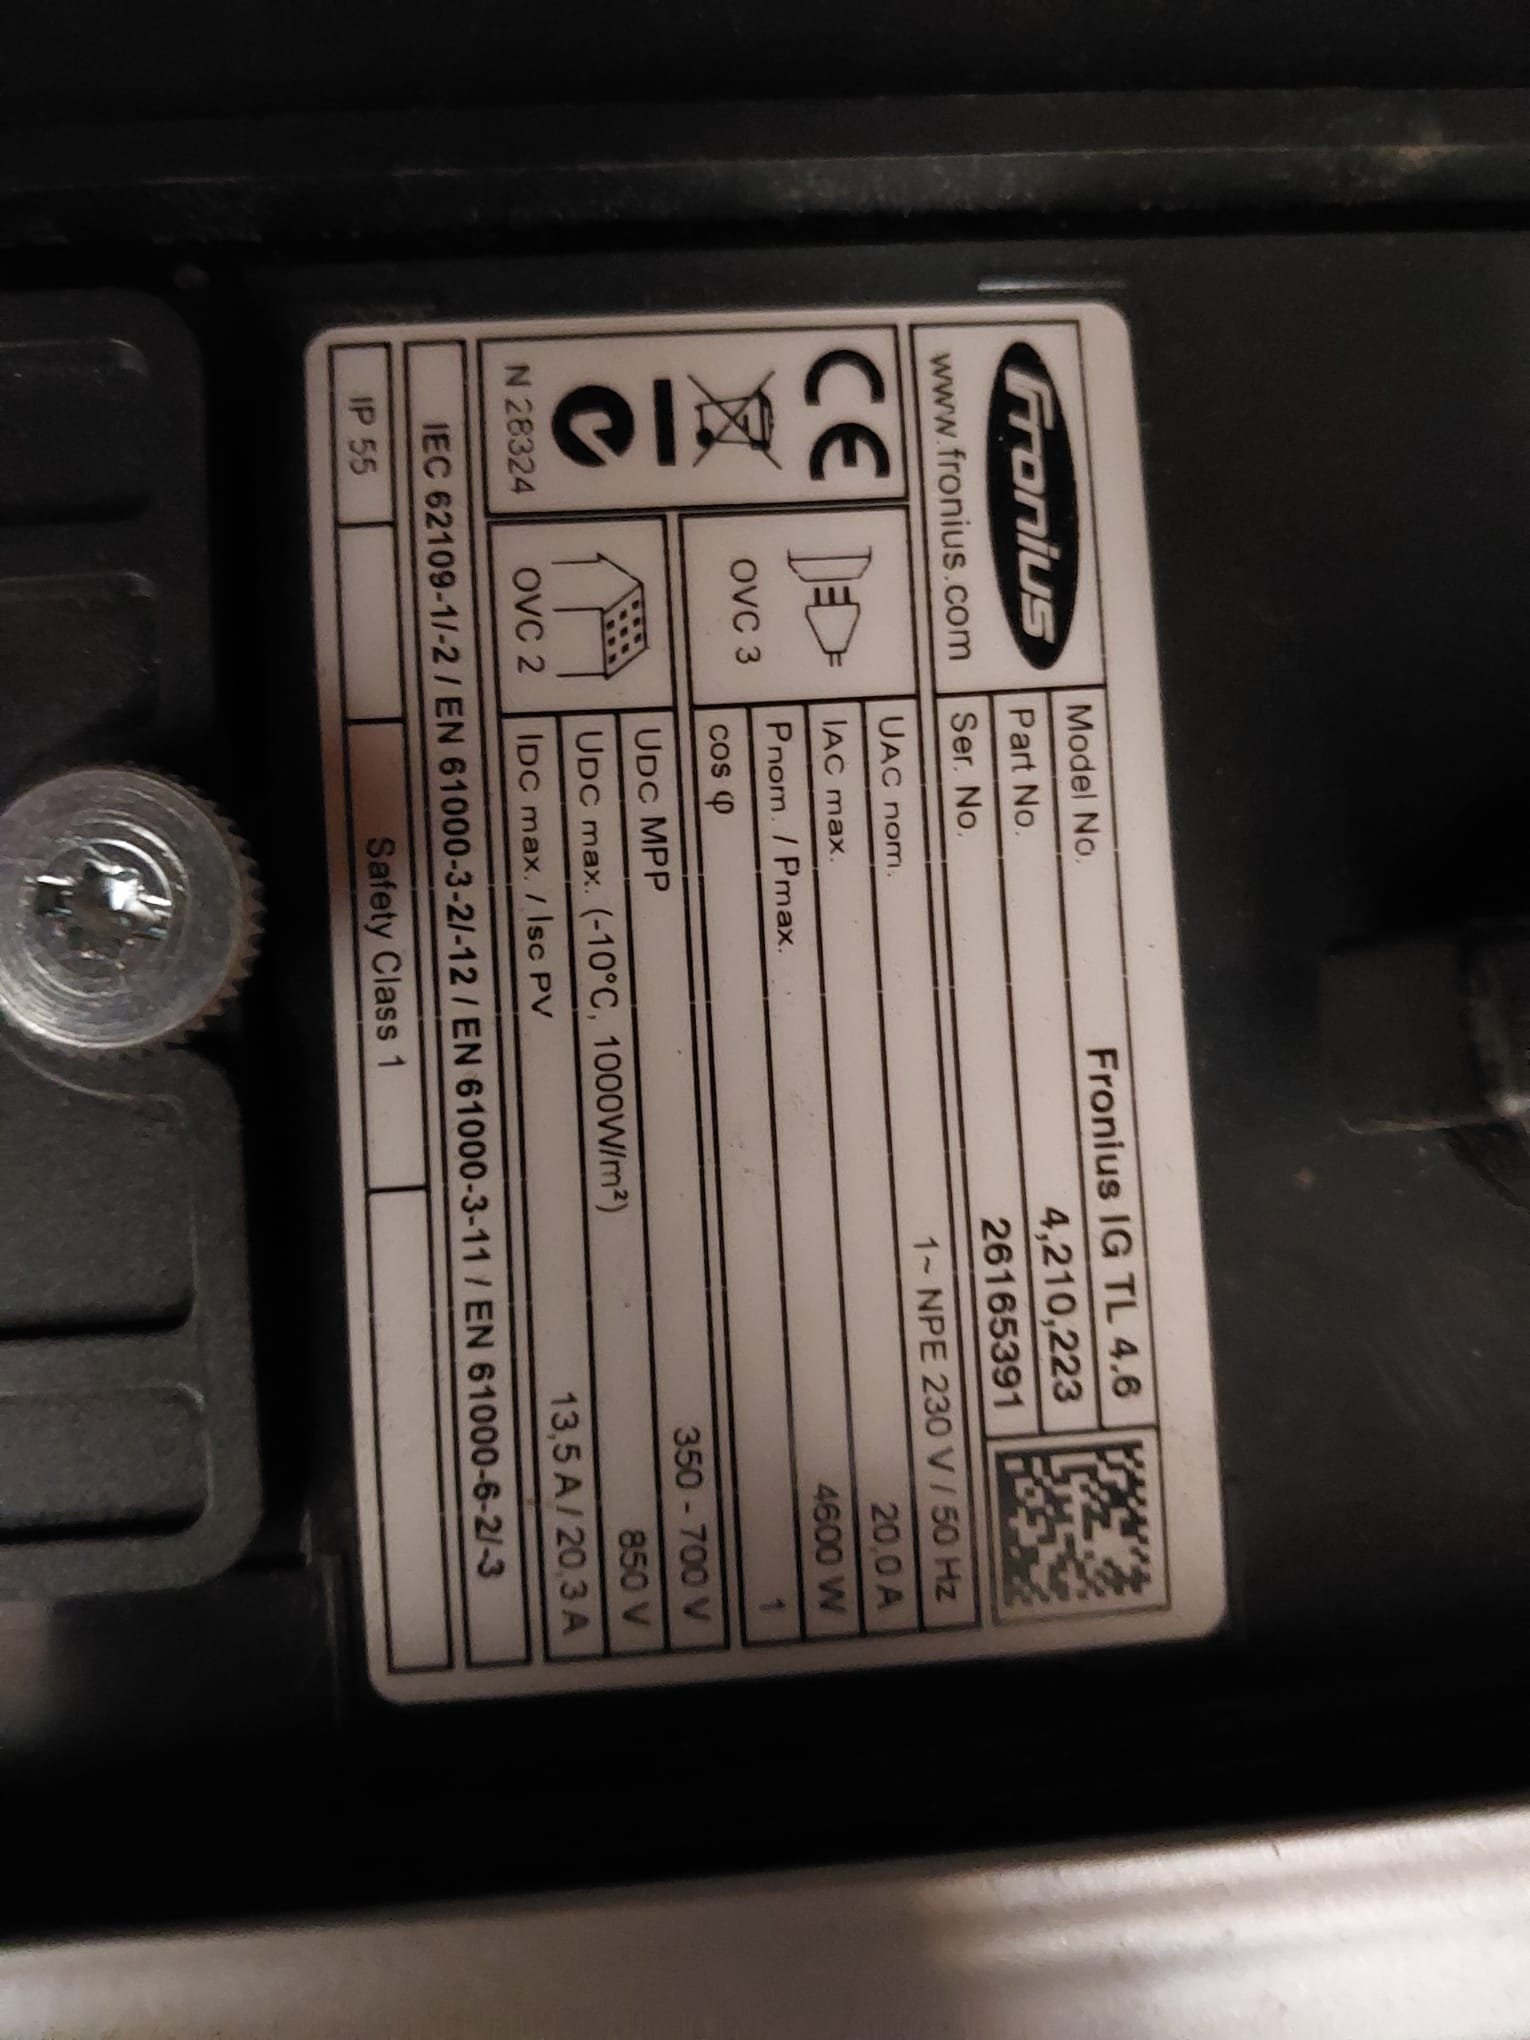 Fronius
www.fronius.com
Model No. Fronius IG TL 4.6
Part No. 4,210,223
Ser. No. 26165391
CE
N 28324
OVC 3
UAC nom. 1~ NPE 230 V / 50 Hz
IAC max. 20,0 A
Pnom. / Pmax. 4600 W
cos φ 1
OVC 2
UDC MPP 350 - 700 V
UDC max. (-10°C, 1000W/m²) 850 V
IDC max. / Isc PV 13,5 A / 20,3 A
IEC 62109-1/-2 / EN 61000-3-2/-12 / EN 61000-3-11 / EN 61000-6-2/-3
IP 55 Safety Class 1